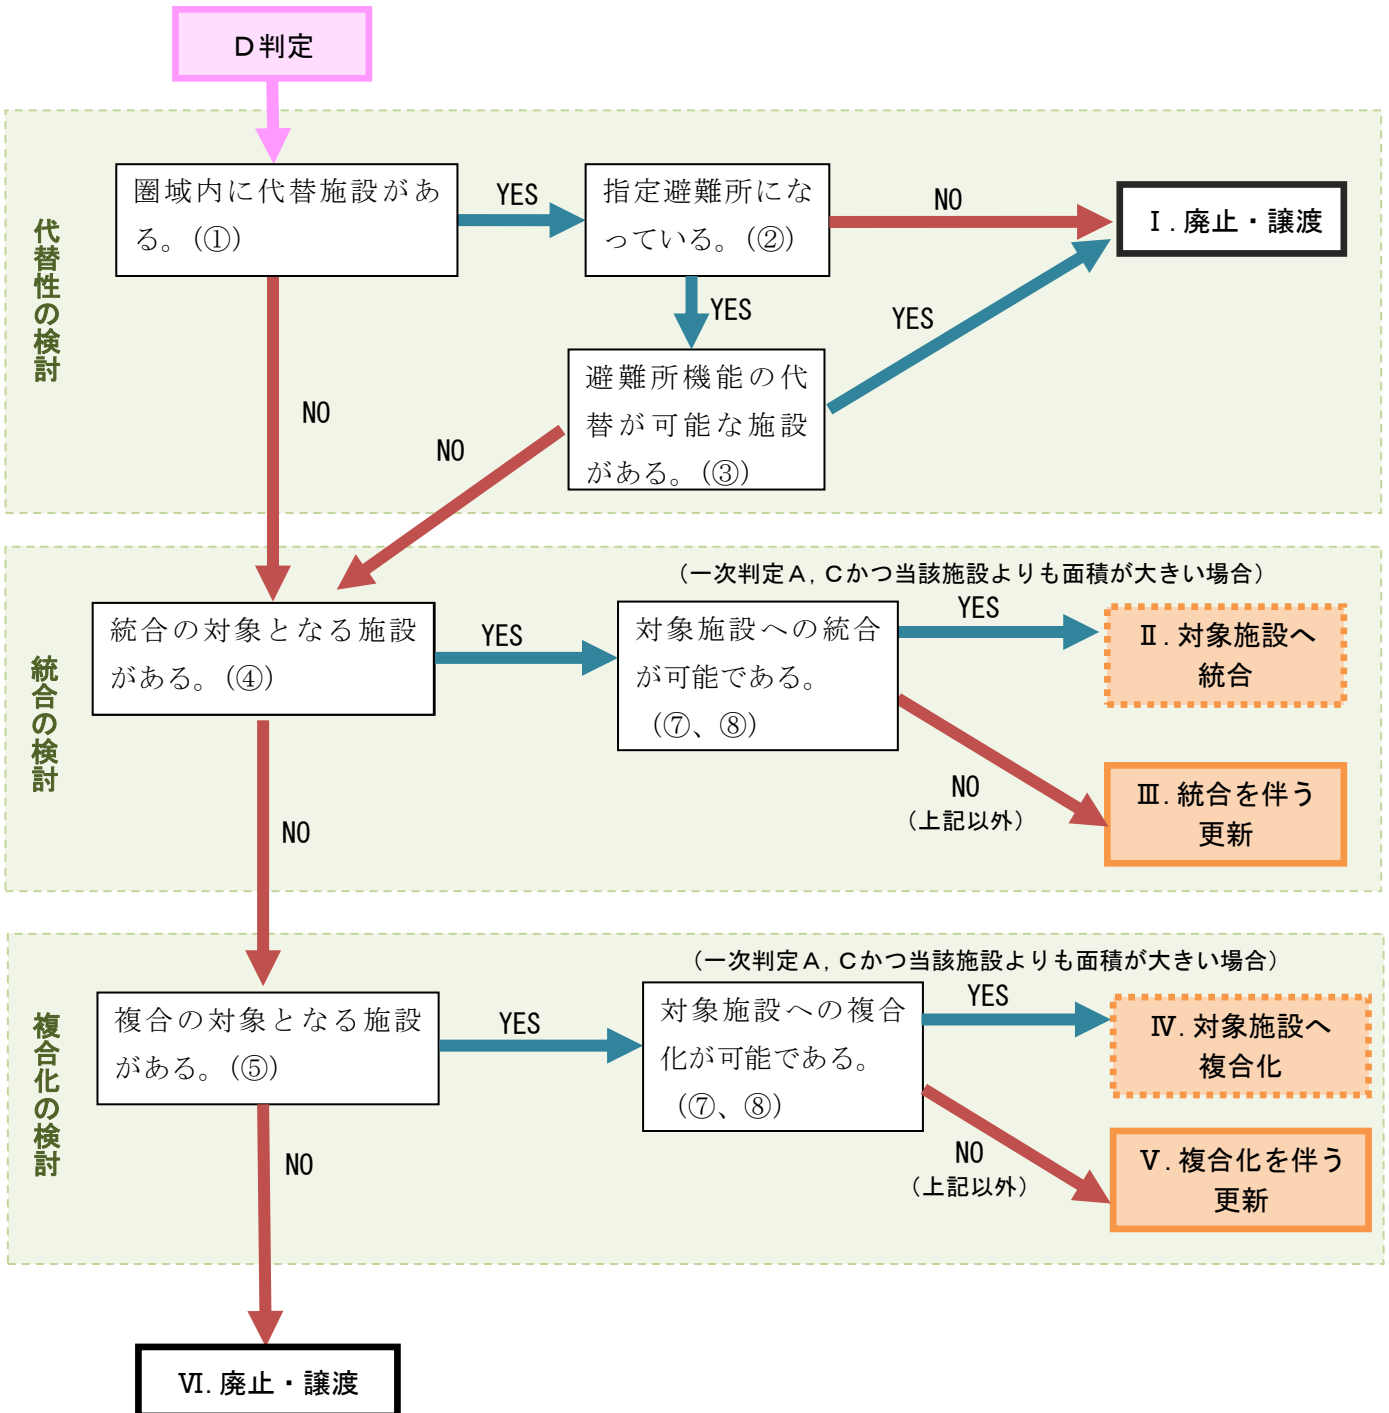 D判定
代替性の検討
圏域内に代替施設があ
る。(①)
YES
指定避難所にな
っている。(②)
NO
Ⅰ.廃止・譲渡
YES
避難所機能の代
替が可能な施設
がある。(③)
YES
NO
NO
統合の検討
(一次判定A,Cかつ当該施設よりも面積が大きい場合)
統合の対象となる施設
がある。(④)
YES
対象施設への統合
が可能である。
(⑦、⑧)
YES
Ⅱ.対象施設へ
統合
NO
(上記以外)
Ⅲ.統合を伴う
更新
NO
複合化の検討
(一次判定A,Cかつ当該施設よりも面積が大きい場合)
複合の対象となる施設
がある。(⑤)
YES
対象施設への複合
化が可能である。
(⑦、⑧)
YES
Ⅳ.対象施設へ
複合化
NO
(上記以外)
Ⅴ.複合化を伴う
更新
NO
Ⅵ.廃止・譲渡